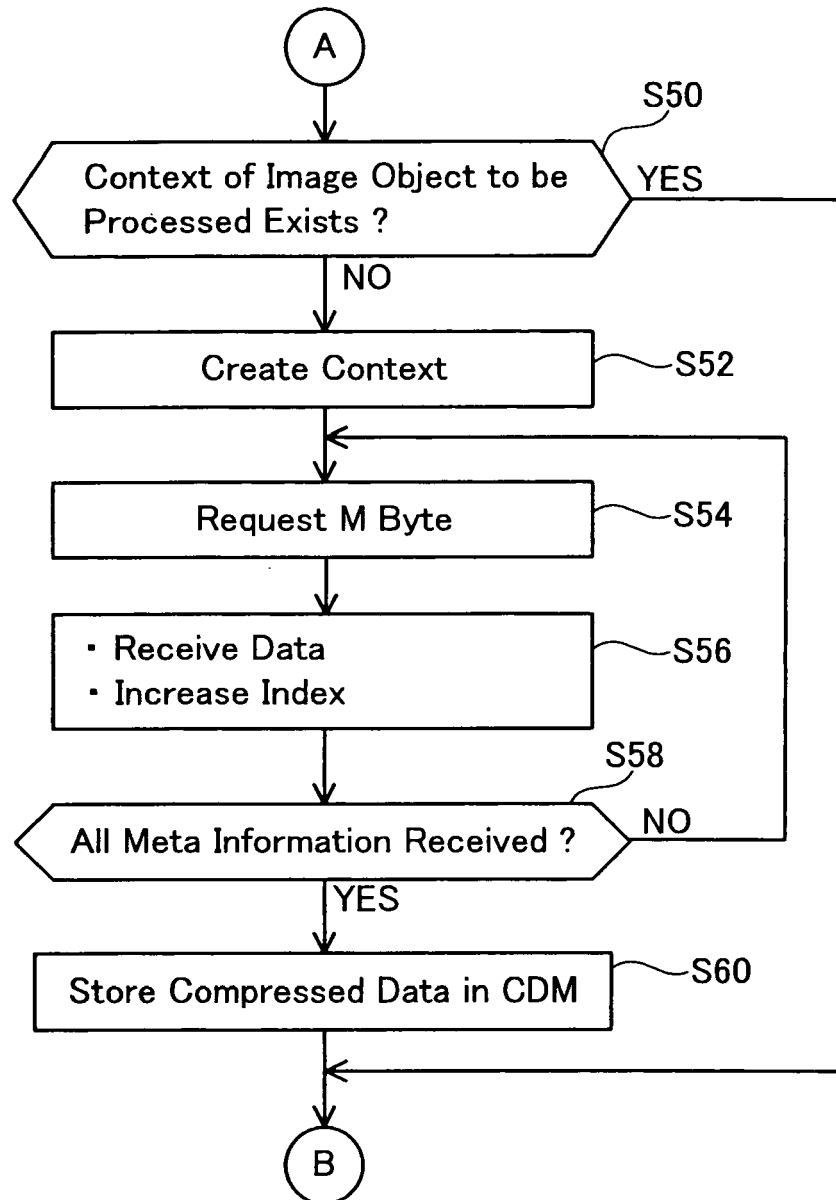 A
S50
Context of Image Object to be
Processed Exists ?
YES
NO
Create Context
S52
Request M Byte
S54
・ Receive Data
・ Increase Index
S56
S58
All Meta Information Received ?
NO
YES
Store Compressed Data in CDM
S60
B